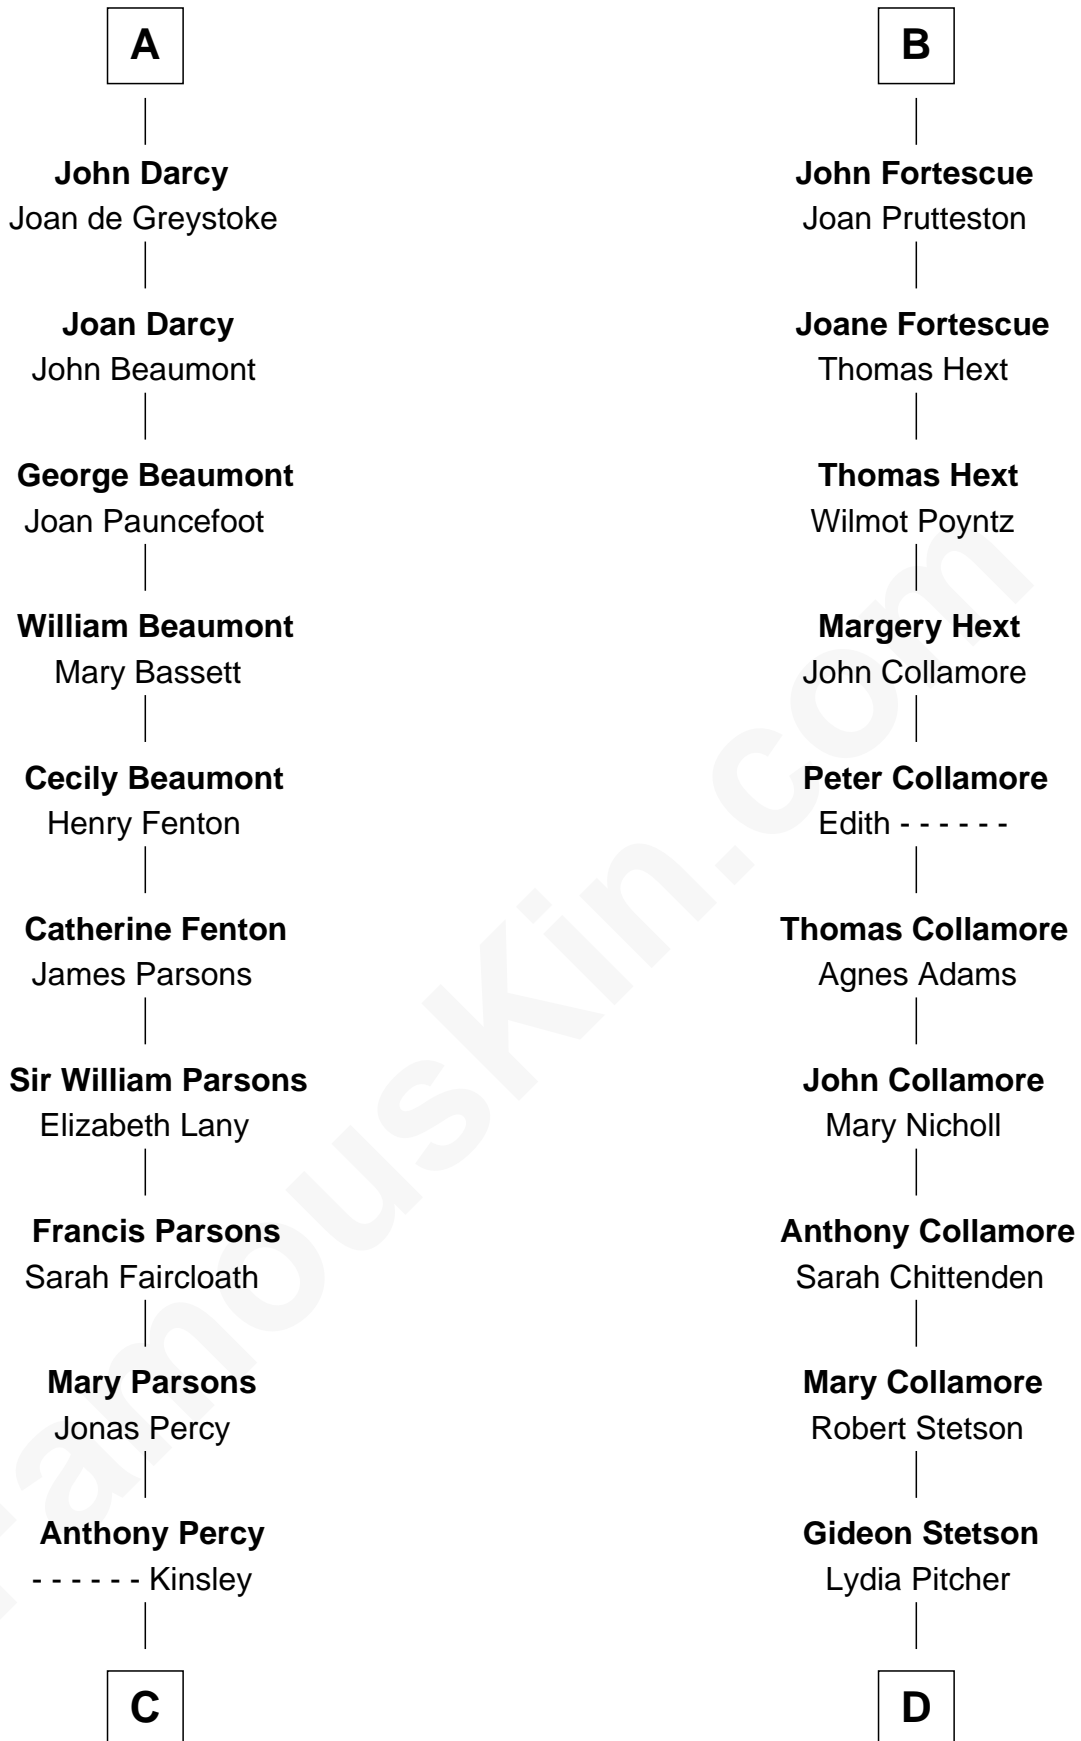 A
John Darcy
Joan de Greystoke
Joan Darcy
John Beaumont
George Beaumont
Joan Pauncefoot
William Beaumont
Mary Bassett
Cecily Beaumont
Henry Fenton
Catherine Fenton
James Parsons
Sir William Parsons
Elizabeth Lany
Francis Parsons
Sarah Faircloath
Mary Parsons
Jonas Percy
Anthony Percy
- - - - - - Kinsley
C
B
John Fortescue
Joan Prutteston
Joane Fortescue
Thomas Hext
Thomas Hext
Wilmot Poyntz
Margery Hext
John Collamore
Peter Collamore
Edith - - - - - -
Thomas Collamore
Agnes Adams
John Collamore
Mary Nicholl
Anthony Collamore
Sarah Chittenden
Mary Collamore
Robert Stetson
Gideon Stetson
Lydia Pitcher
D
FamousKin.com